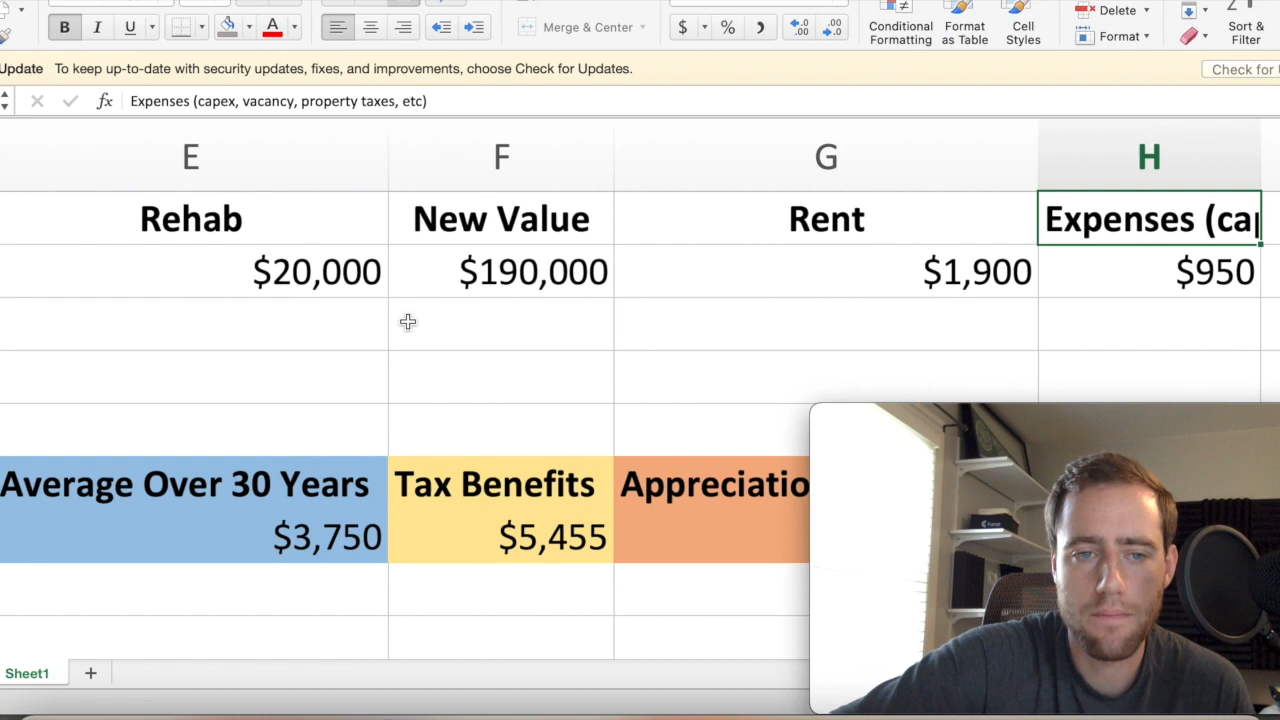 Delete
B I U A Merge & Center $ % Conditional Formatting Format as Table Cell Styles Format Sort & Filter
Update To keep up-to-date with security updates, fixes, and improvements, choose Check for Updates. Check for
fx Expenses (capex, vacancy, property taxes, etc)
E F G H
Rehab New Value Rent Expenses (cap
$20,000 $190,000 $1,900 $950
Average Over 30 Years Tax Benefits Appreciatio
$3,750 $5,455
Sheet1 +